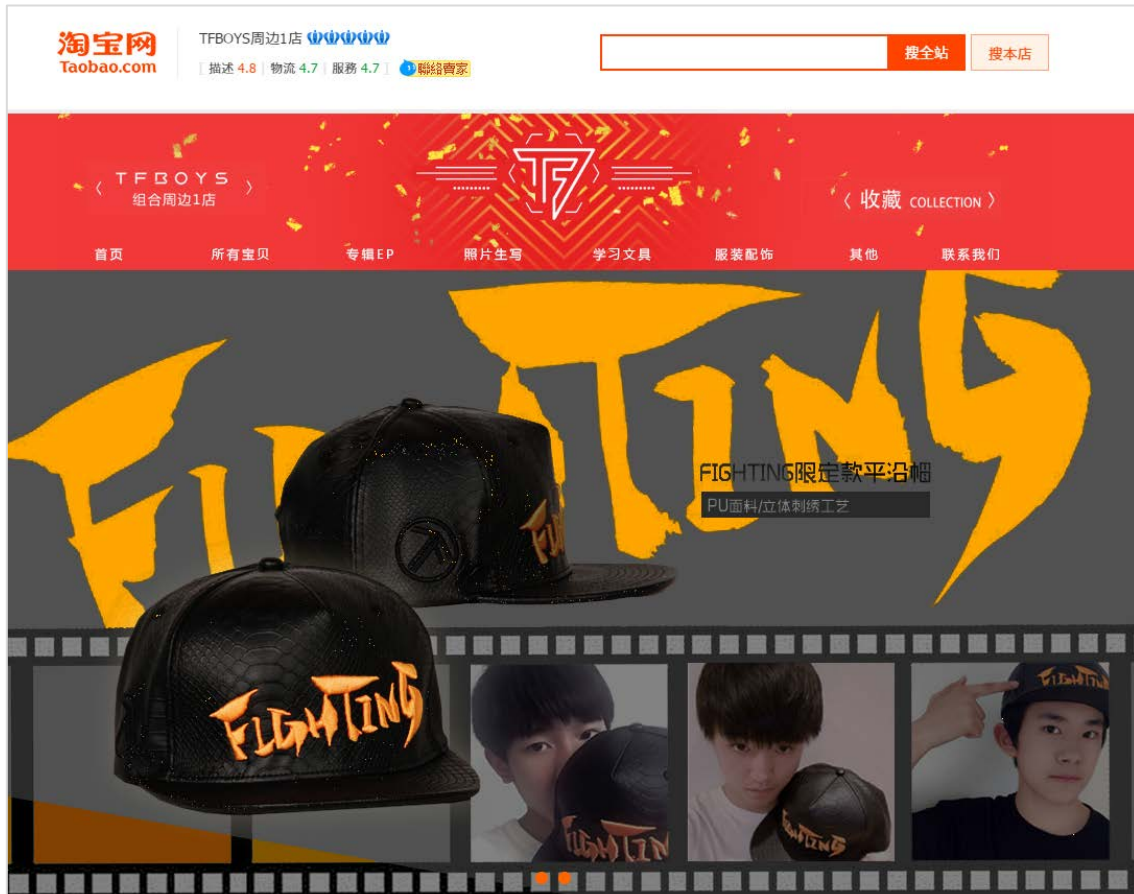 淘宝网
Taobao.com
TFBOYS周边1店
描述 4.8 物流 4.7 服務 4.7 聯絡賣家
搜全站 搜本店
TFBOYS
组合周边1店
TF
〈 收藏 COLLECTION 〉
首页 所有宝贝 专辑EP 照片生写 学习文具 服装配饰 其他 联系我们
FIGHTING
FIGHTING限定款平沿帽
PU面料/立体刺绣工艺
FIGHTING
FIGHTING
FIGHTING